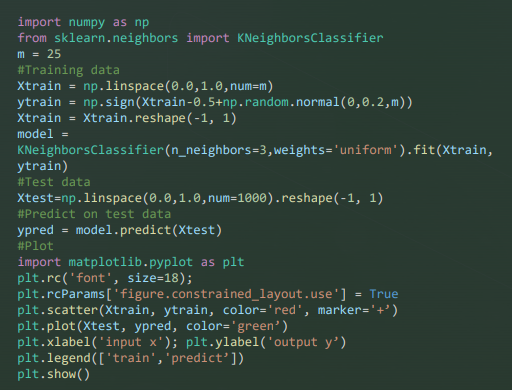 import numpy as np
from sklearn.neighbors import KNeighborsClassifier
m = 25
#Training data
Xtrain = np.linspace(0.0,1.0,num=m)
ytrain = np.sign(Xtrain-0.5+np.random.normal(0,0.2,m))
Xtrain = Xtrain.reshape(-1, 1)
model =
KNeighborsClassifier(n_neighbors=3,weights='uniform').fit(Xtrain,
ytrain)
#Test data
Xtest=np.linspace(0.0,1.0,num=1000).reshape(-1, 1)
#Predict on test data
ypred = model.predict(Xtest)
#Plot
import matplotlib.pyplot as plt
plt.rc('font', size=18);
plt.rcParams['figure.constrained_layout.use'] = True
plt.scatter(Xtrain, ytrain, color='red', marker='+’)
plt.plot(Xtest, ypred, color='green’)
plt.xlabel('input x'); plt.ylabel('output y’)
plt.legend(['train','predict’])
plt.show()